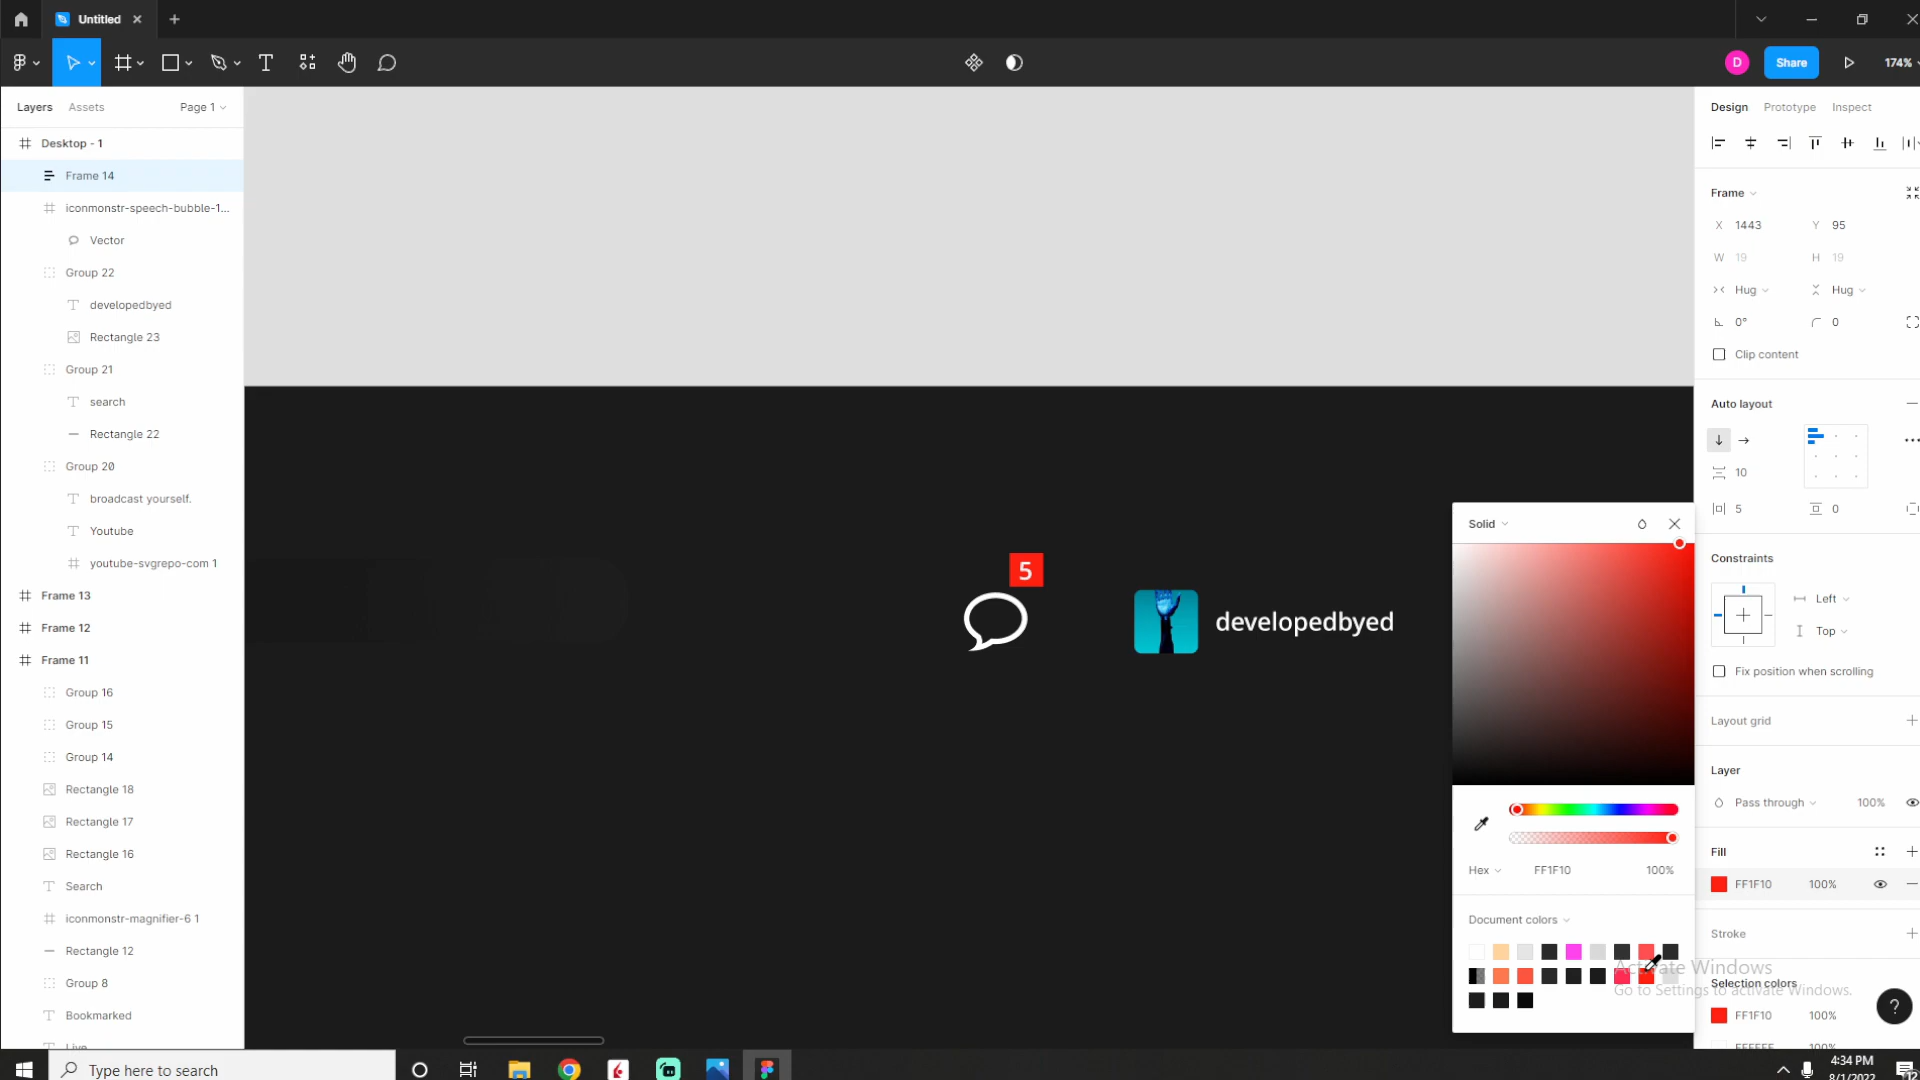 Untitled
Share
174%
D
Layers
Assets
Page 1
Design
Prototype
Inspect
Desktop - 1
Frame 14
iconmonstr-speech-bubble-1...
Vector
Group 22
developedbyed
Rectangle 23
Group 21
search
Rectangle 22
Group 20
broadcast yourself.
Youtube
youtube-svgrepo-com 1
Frame 13
Frame 12
Frame 11
Group 16
Group 15
Group 14
Rectangle 18
Rectangle 17
Rectangle 16
Search
iconmonstr-magnifier-6 1
Rectangle 12
Group 8
Bookmarked
Live
5
developedbyed
Solid
Hex
FF1F10
100%
Document colors
Frame
X 1443
Y 95
W 19
H 19
Hug
Hug
0°
0
Clip content
Auto layout
10
5
0
Constraints
Left
Top
Fix position when scrolling
Layout grid
Layer
Pass through
100%
Fill
FF1F10
100%
Stroke
Activate Windows
Go to Settings to activate Windows.
Selection colors
FF1F10
100%
FFFFFF
100%
?
Type here to search
4:34 PM
8/1/2022
12